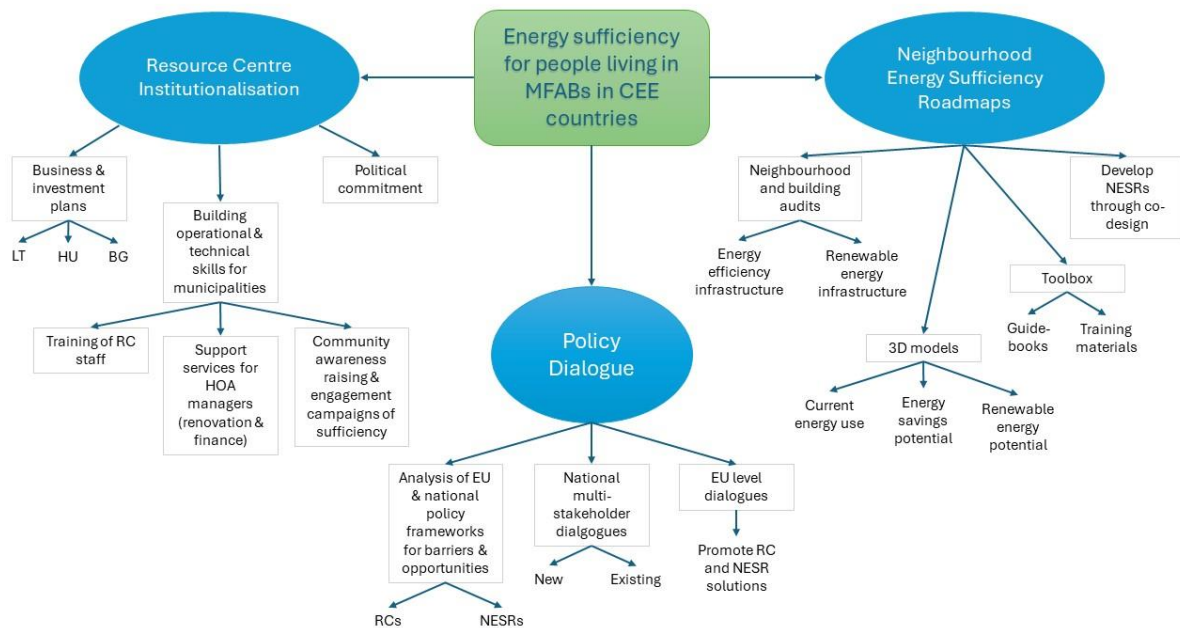 Energy sufficiency
for people living in
MFABs in CEE
countries
Resource Centre
Institutionalisation
Business &
investment
plans
LT
HU
BG
Building
operational &
technical
skills for
municipalities
Political
commitment
Training of RC
staff
Support
services for
HOA
managers
(renovation &
finance)
Community
awareness
raising &
engagement
campaigns of
sufficiency
Policy
Dialogue
Analysis of EU
& national
policy
frameworks
for barriers &
opportunities
RCs
NESRs
National
multi-
stakeholder
dialgogues
New
Existing
EU level
dialogues
Promote RC
and NESR
solutions
Neighbourhood
Energy Sufficiency
Roadmaps
Neighbourhood
and building
audits
Energy
efficiency
infrastructure
Renewable
energy
infrastructure
3D models
Current
energy use
Energy
savings
potential
Renewable
energy
potential
Toolbox
Guide-
books
Training
materials
Develop
NESRs
through co-
design